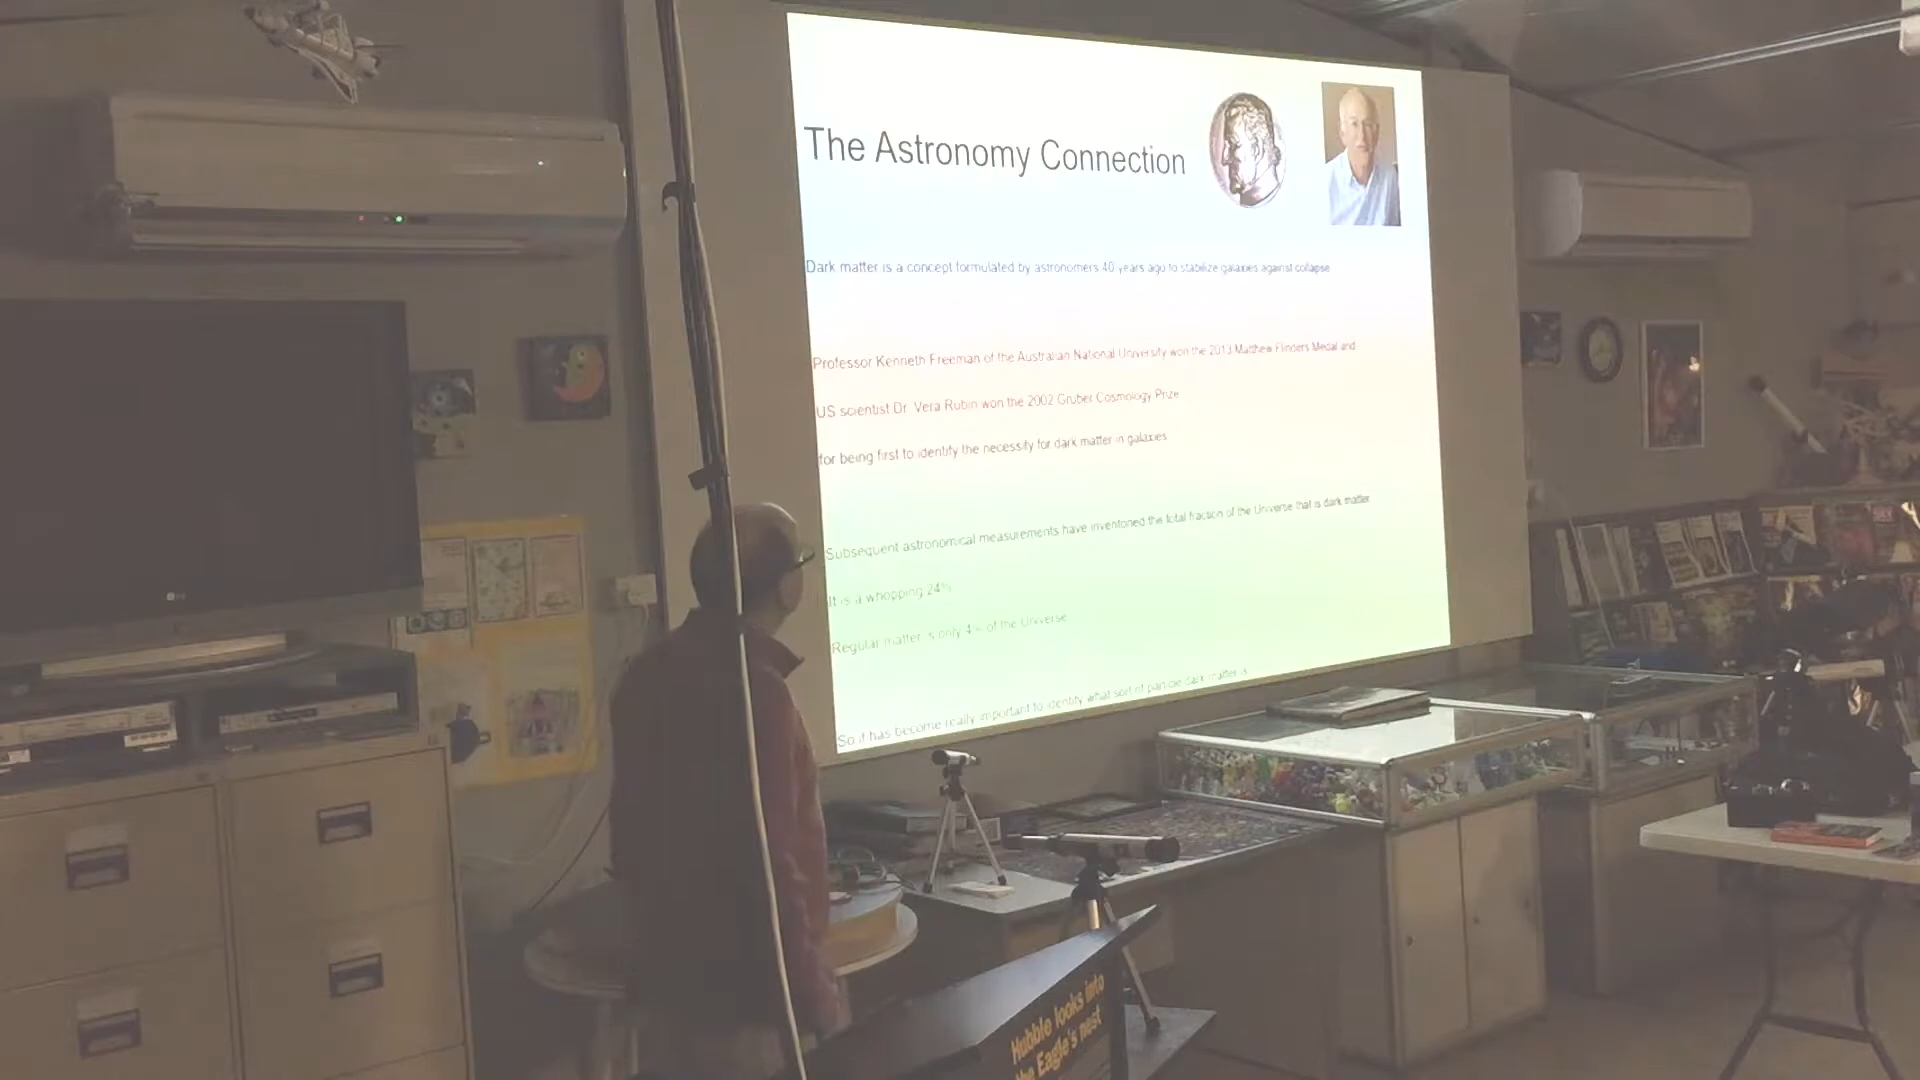 The Astronomy Connection
Dark matter is a concept formulated by astronomers 40 years ago to stabilize galaxies against collapse
Professor Kenneth Freeman of the Australian National University won the 2013 Matthew Flinders Medal and
US scientist Dr. Vera Rubin won the 2002 Gruber Cosmology Prize
for being first to identify the necessity for dark matter in galaxies
Subsequent astronomical measurements have inventoried the total fraction of the Universe that is dark matter
It is a whopping 24%
Regular matter is only 4% of the Universe
So it has become really important to identify what sort of particle dark matter is
LG
Hubble looks into
the Eagle's nest